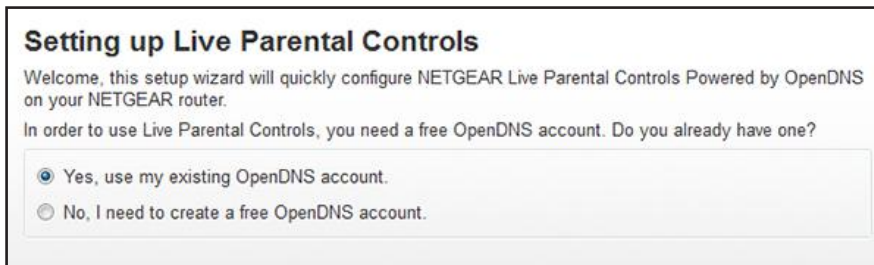 Setting up Live Parental Controls
Welcome, this setup wizard will quickly configure NETGEAR Live Parental Controls Powered by OpenDNS
on your NETGEAR router.
In order to use Live Parental Controls, you need a free OpenDNS account. Do you already have one?
Yes, use my existing OpenDNS account.
No, I need to create a free OpenDNS account.